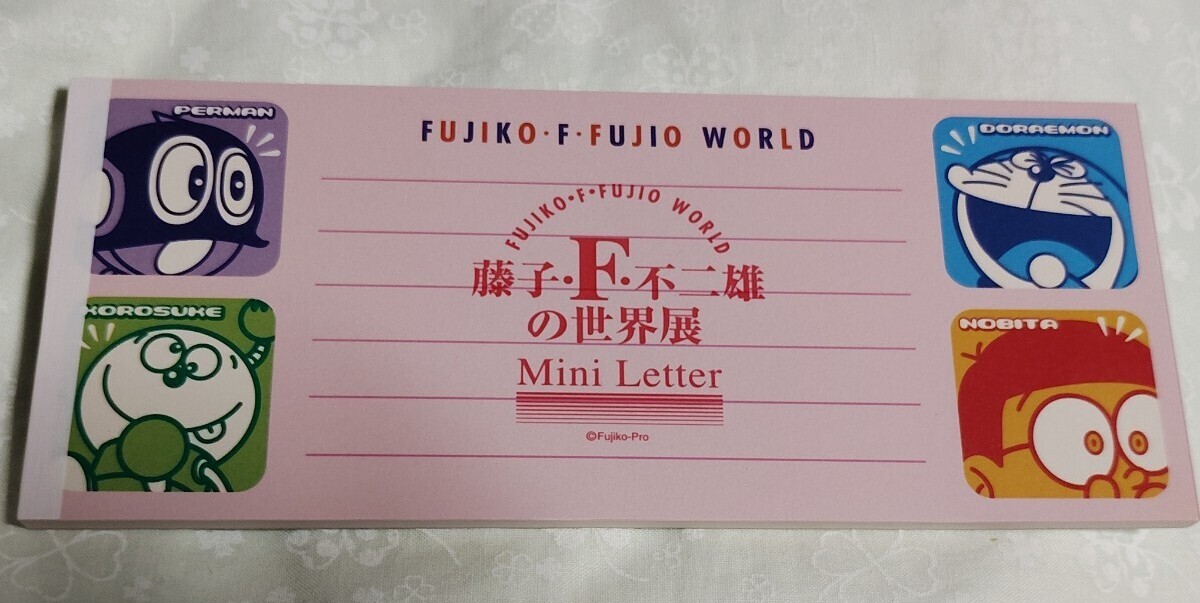 PERMAN
FUJIKO・F・FUJIO WORLD
DORAEMON
FUJIKO・F・FUJIO WORLD
藤子・F・不二雄
の世界展
KOROSUKE
NOBITA
Mini Letter
©Fujiko-Pro